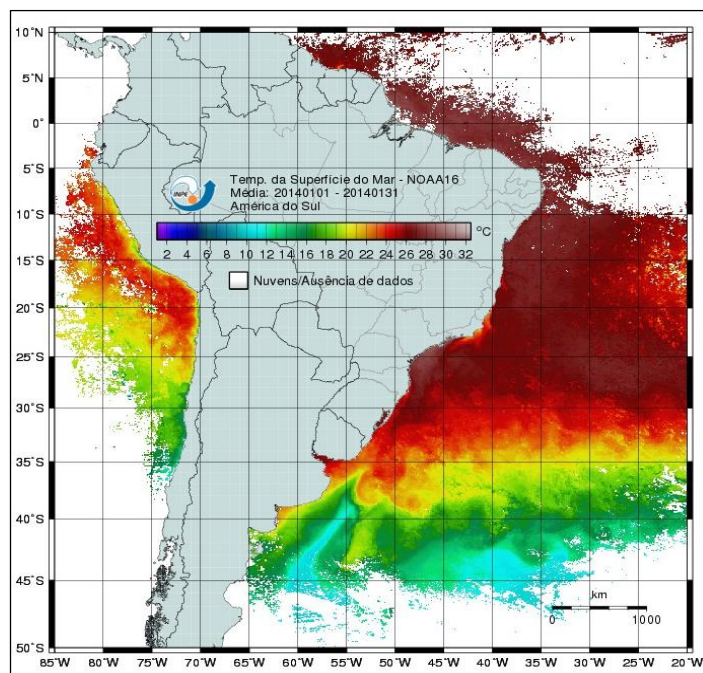 10°N
5°N
0°
5°S
10°S
15°S
20°S
25°S
30°S
35°S
40°S
45°S
50°S
INPE
Temp. da Superfície do Mar - NOAA16
Média: 20140101 - 20140131
América do Sul
°C
2 4 6 8 10 12 14 16 18 20 22 24 26 28 30 32
Nuvens/Ausência de dados
km
0 1000
85°W 80°W 75°W 70°W 65°W 60°W 55°W 50°W 45°W 40°W 35°W 30°W 25°W 20°W